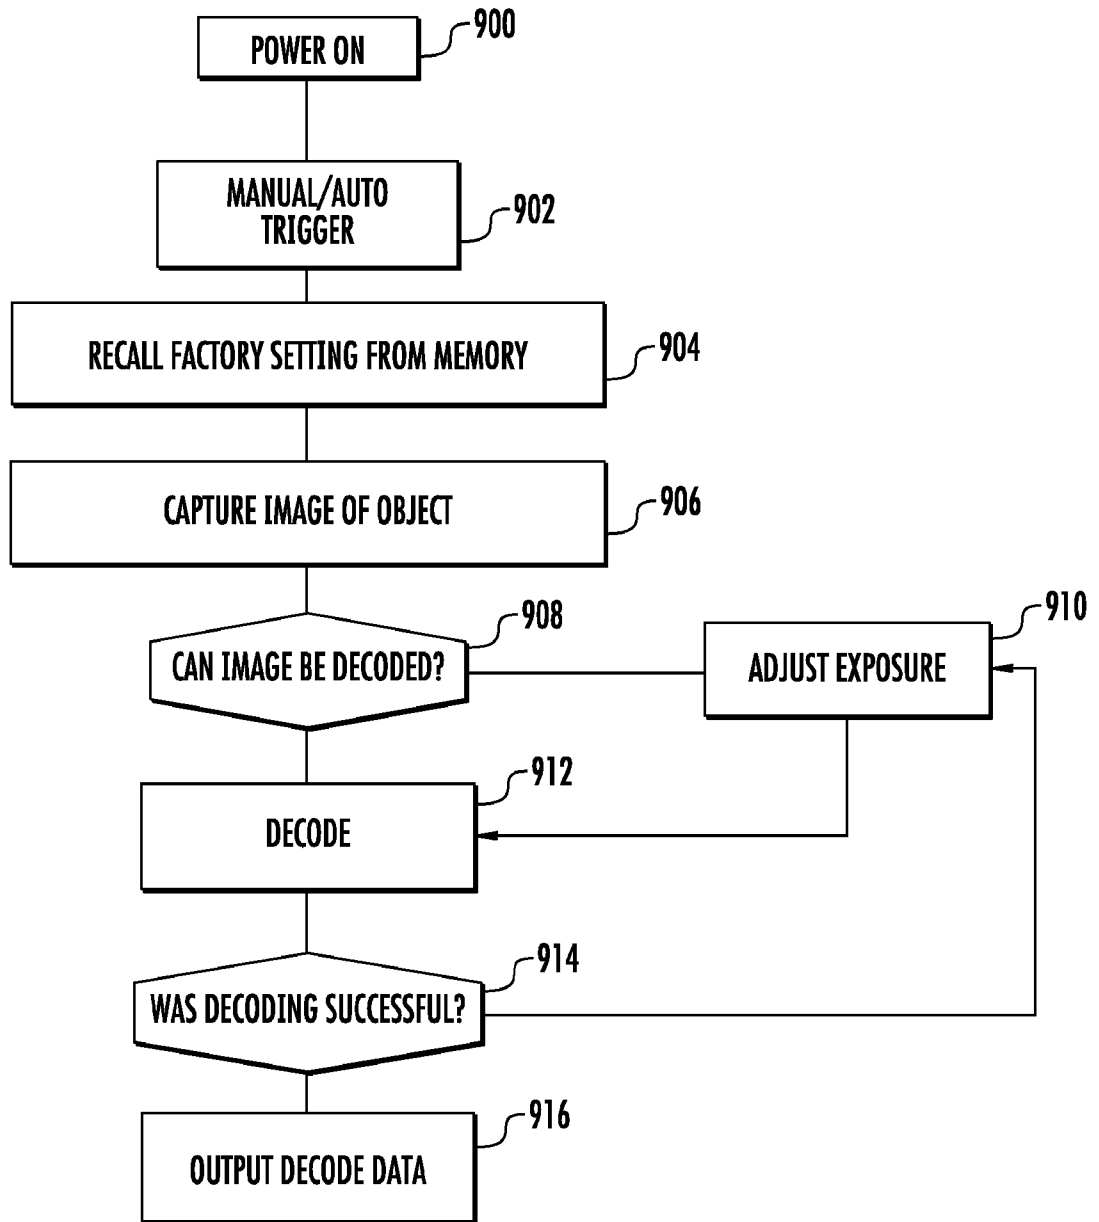 POWER ON
900
MANUAL/AUTO
TRIGGER
902
RECALL FACTORY SETTING FROM MEMORY
904
CAPTURE IMAGE OF OBJECT
906
CAN IMAGE BE DECODED?
908
ADJUST EXPOSURE
910
DECODE
912
WAS DECODING SUCCESSFUL?
914
OUTPUT DECODE DATA
916